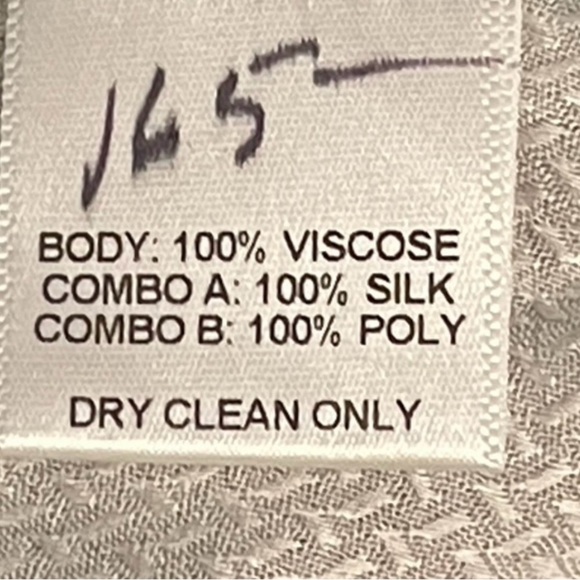 165
BODY: 100% VISCOSE
COMBO A: 100% SILK
COMBO B: 100% POLY
DRY CLEAN ONLY